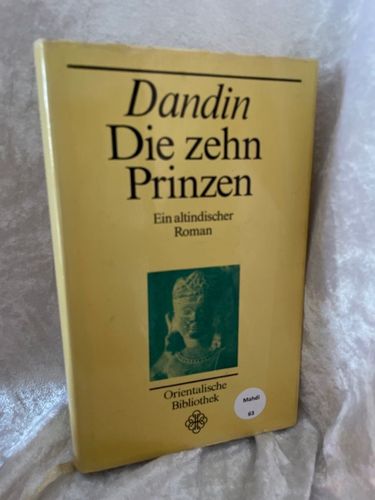 Dandin
Die zehn
Prinzen
Ein altindischer
Roman
Orientalische
Bibliothek
Mahdi
63